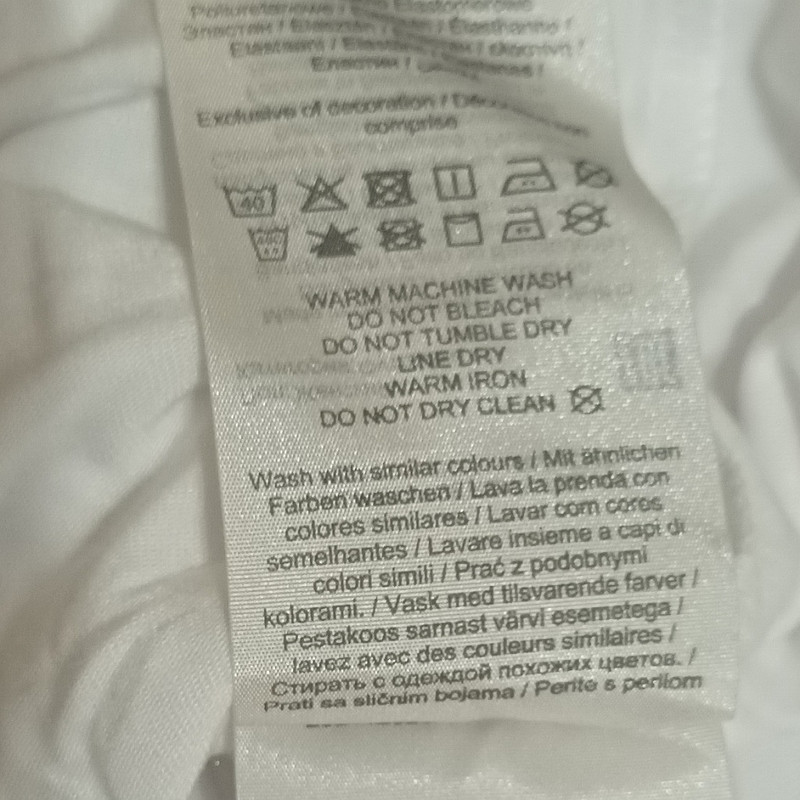 Exclusive of decoration /
comprise
40
WARM MACHINE WASH
DO NOT BLEACH
DO NOT TUMBLE DRY
LINE DRY
WARM IRON
DO NOT DRY CLEAN
Wash with similar colours / Mit ähnlichen
Farben waschen / Lava la prenda con
colores similares / Lavar com cores
semelhantes / Lavare insieme a capi di
colori simili / Prać z podobnymi
kolorami. / Vask med tilsvarende farver /
Pestakoos sarnast värvi esemetega /
lavez avec des couleurs similaires /
Стирать с одеждой похожих цветов. /
Prati sa sličnim bojama / Perite s perilom